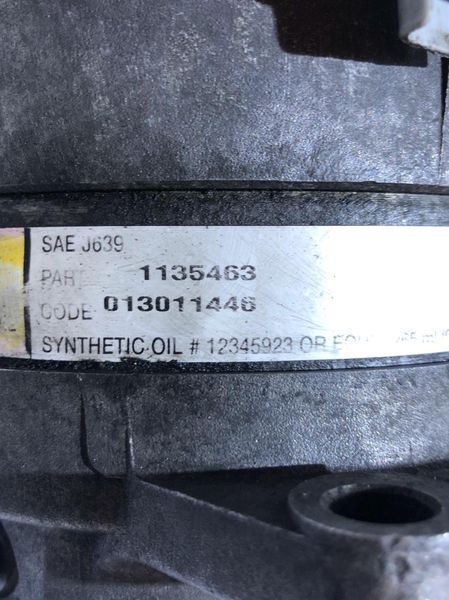 SAE J639
PART 1135463
CODE 013011446
SYNTHETIC OIL # 12345923 OR